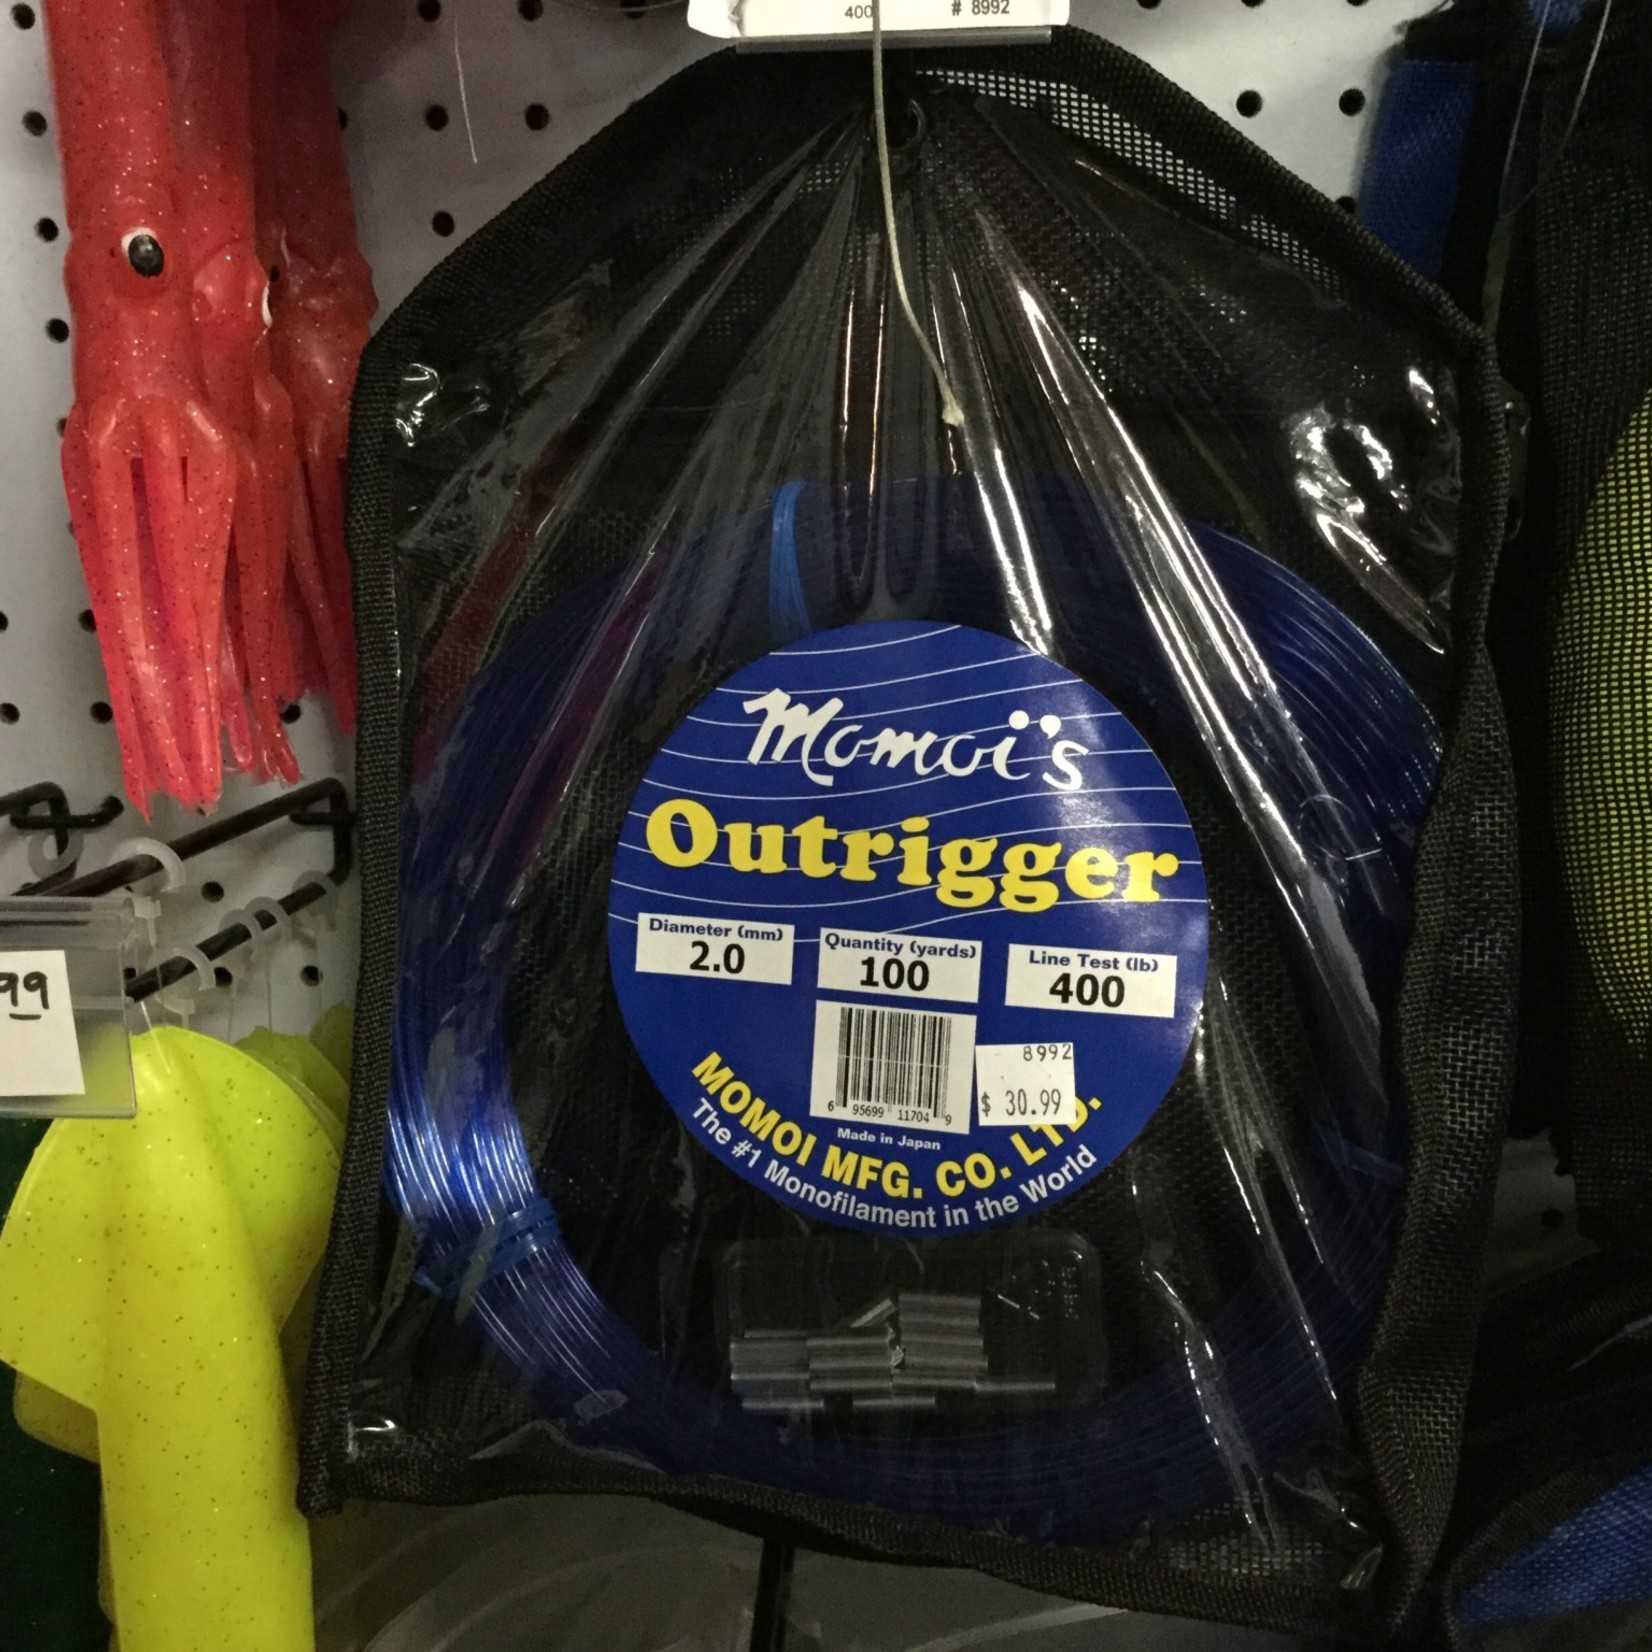 400 # 8992
Momoi's
Outrigger
Diameter (mm)
2.0
Quantity (yards)
100
Line Test (lb)
400
8992
$ 30.99
6 95699 11704 9
Made in Japan
MOMOI MFG. CO. LTD.
The #1 Monofilament in the World
99